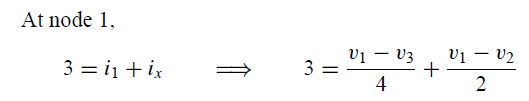 At node 1,
3 = i₁ + iₓ ⟹ 3 = (v₁ − v₃)/4 + (v₁ − v₂)/2